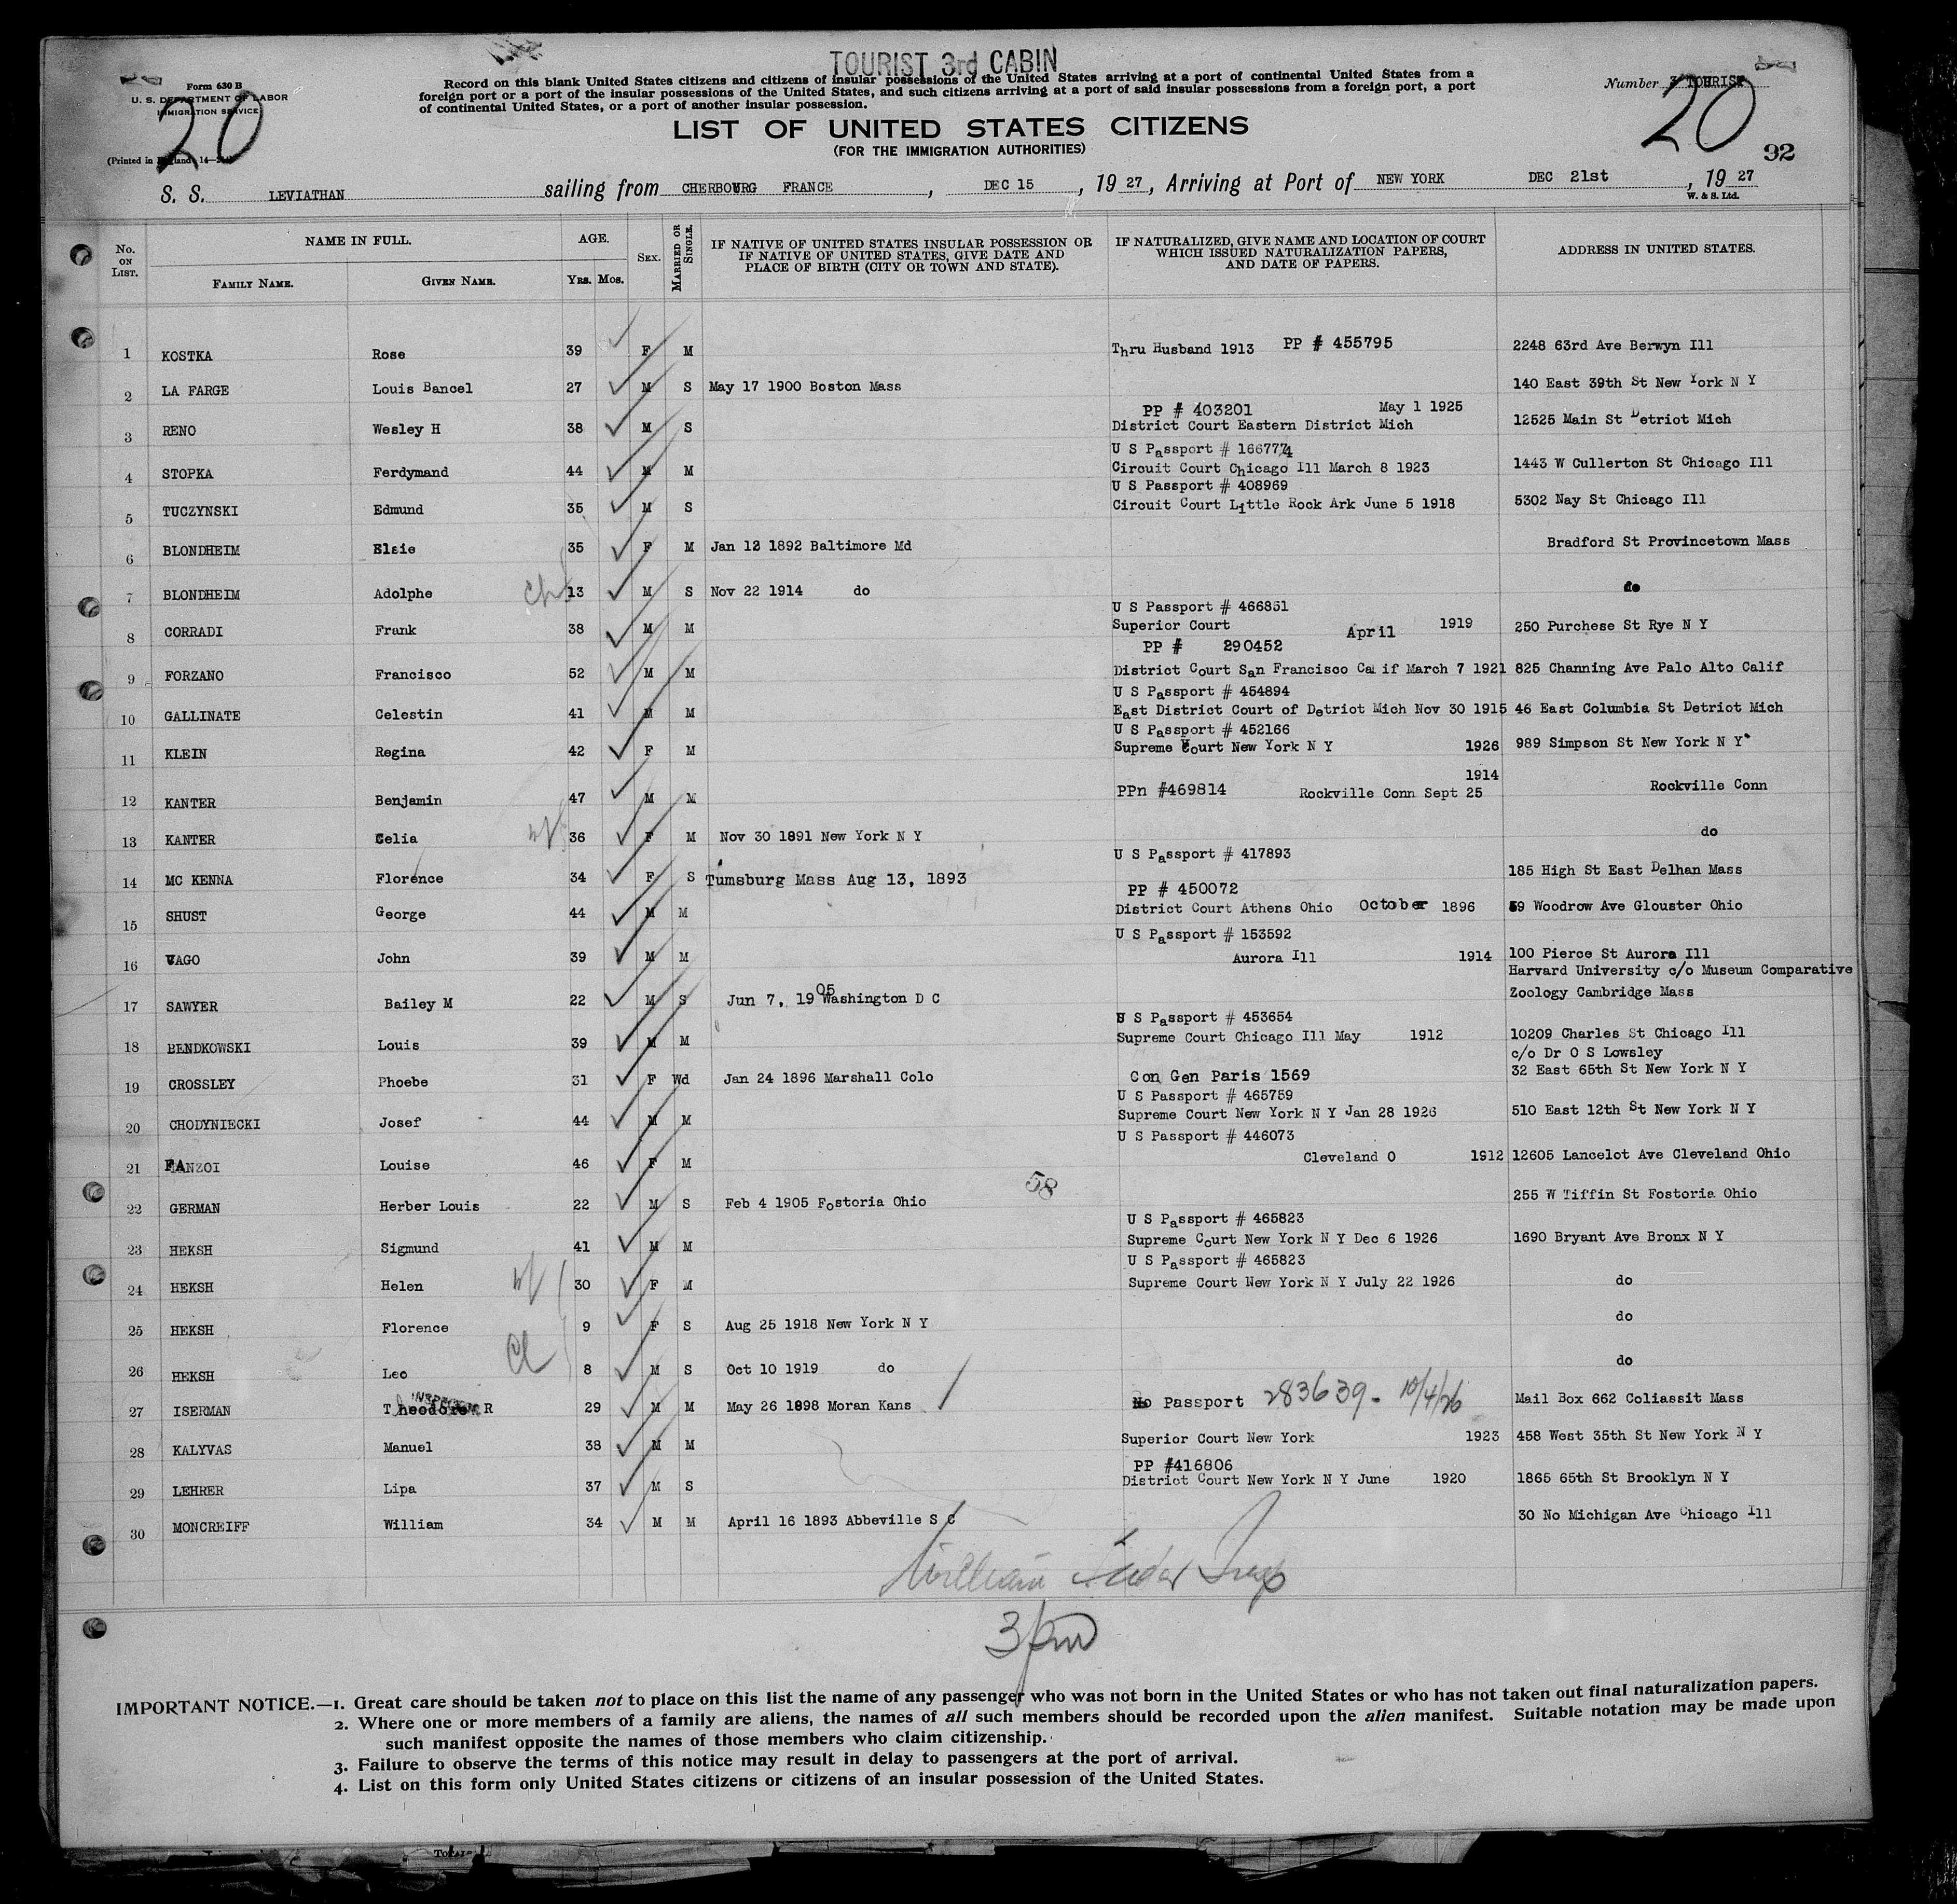 TOURIST 3rd CABIN
Form 630 B
U. S. DEPARTMENT OF LABOR
IMMIGRATION SERVICE
20
Record on this blank United States citizens and citizens of insular possessions of the United States arriving at a port of continental United States from a
foreign port or a port of the insular possessions of the United States, and such citizens arriving at a port of said insular possessions from a foreign port, a port
of continental United States, or a port of another insular possession.
Number 3 TOURIST
20
92
LIST OF UNITED STATES CITIZENS
(FOR THE IMMIGRATION AUTHORITIES)
(Printed in England 14—
S. S. LEVIATHAN sailing from CHERBOURG FRANCE, DEC 15, 1927, Arriving at Port of NEW YORK DEC 21st, 1927
W. & S. Ltd.
No. ON LIST. NAME IN FULL. FAMILY NAME. GIVEN NAME. AGE. Yrs. Mos. SEX. MARRIED OR SINGLE. IF NATIVE OF UNITED STATES INSULAR POSSESSION OR IF NATIVE OF UNITED STATES, GIVE DATE AND PLACE OF BIRTH (CITY OR TOWN AND STATE). IF NATURALIZED, GIVE NAME AND LOCATION OF COURT WHICH ISSUED NATURALIZATION PAPERS, AND DATE OF PAPERS. ADDRESS IN UNITED STATES.
1 KOSTKA Rose 39 F M Thru Husband 1913 PP # 455795 2248 63rd Ave Berwyn Ill
2 LA FARGE Louis Bancel 27 M S May 17 1900 Boston Mass 140 East 39th St New York N Y
PP # 403201 May 1 1925
3 RENO Wesley H 38 M S District Court Eastern District Mich 12525 Main St Detriot Mich
U S Passport # 166774
4 STOPKA Ferdymand 44 M M Circuit Court Chicago Ill March 8 1923 1443 W Cullerton St Chicago Ill
U S Passport # 408969
5 TUCZYNSKI Edmund 35 M S Circuit Court Little Rock Ark June 5 1918 5302 Nay St Chicago Ill
6 BLONDHEIM Elsie 35 F M Jan 12 1892 Baltimore Md Bradford St Provincetown Mass
7 BLONDHEIM Adolphe ch 13 M S Nov 22 1914 do do
U S Passport # 466851
8 CORRADI Frank 38 M M Superior Court April 1919 250 Purchese St Rye N Y
PP # 290452
9 FORZANO Francisco 52 M M District Court San Francisco Calif March 7 1921 825 Channing Ave Palo Alto Calif
U S Passport # 454894
10 GALLINATE Celestin 41 M M East District Court of Detriot Mich Nov 30 1915 46 East Columbia St Detriot Mich
U S Passport # 452166
11 KLEIN Regina 42 F M Supreme Court New York N Y 1926 989 Simpson St New York N Y
1914
12 KANTER Benjamin 47 M M PPn #469814 Rockville Conn Sept 25 Rockville Conn
13 KANTER Celia wf 36 F M Nov 30 1891 New York N Y do
U S Passport # 417893
14 MC KENNA Florence 34 F S Tumsburg Mass Aug 13, 1893 185 High St East Delhan Mass
PP # 450072
15 SHUST George 44 M M District Court Athens Ohio October 1896 59 Woodrow Ave Glouster Ohio
U S Passport # 153592
16 VAGO John 39 M M Aurora Ill 1914 100 Pierce St Aurora Ill
Harvard University c/o Museum Comparative
17 SAWYER Bailey M 22 M S Jun 7, 1905 Washington D C Zoology Cambridge Mass
U S Passport # 453654
18 BENDKOWSKI Louis 39 M M Supreme Court Chicago Ill May 1912 10209 Charles St Chicago Ill
c/o Dr O S Lowsley
19 CROSSLEY Phoebe 31 F Wd Jan 24 1896 Marshall Colo Con Gen Paris 1569 32 East 65th St New York N Y
U S Passport # 465759
20 CHODYNIECKI Josef 44 M M Supreme Court New York N Y Jan 28 1926 510 East 12th St New York N Y
U S Passport # 446073
21 FANZOI Louise 46 F M Cleveland O 1912 12605 Lancelot Ave Cleveland Ohio
58
22 GERMAN Herber Louis 22 M S Feb 4 1905 Fostoria Ohio 255 W Tiffin St Fostoria Ohio
U S Passport # 465823
23 HEKSH Sigmund 41 M M Supreme Court New York N Y Dec 6 1926 1690 Bryant Ave Bronx N Y
U S Passport # 465823
24 HEKSH Helen wf 30 F M Supreme Court New York N Y July 22 1926 do
25 HEKSH Florence 9 F S Aug 25 1918 New York N Y do
26 HEKSH Leo 8 M S Oct 10 1919 do do
27 ISERMAN Theodore R 29 M M May 26 1898 Moran Kans No Passport 283639 - 10/4/26 Mail Box 662 Coliassit Mass
28 KALYVAS Manuel 38 M M Superior Court New York 1923 458 West 35th St New York N Y
PP #416806
29 LEHRER Lipa 37 M S District Court New York N Y June 1920 1865 65th St Brooklyn N Y
30 MONCREIFF William 34 M M April 16 1893 Abbeville S C 30 No Michigan Ave Chicago Ill
William
3 pm
IMPORTANT NOTICE.—1. Great care should be taken not to place on this list the name of any passenger who was not born in the United States or who has not taken out final naturalization papers.
2. Where one or more members of a family are aliens, the names of all such members should be recorded upon the alien manifest. Suitable notation may be made upon
such manifest opposite the names of those members who claim citizenship.
3. Failure to observe the terms of this notice may result in delay to passengers at the port of arrival.
4. List on this form only United States citizens or citizens of an insular possession of the United States.